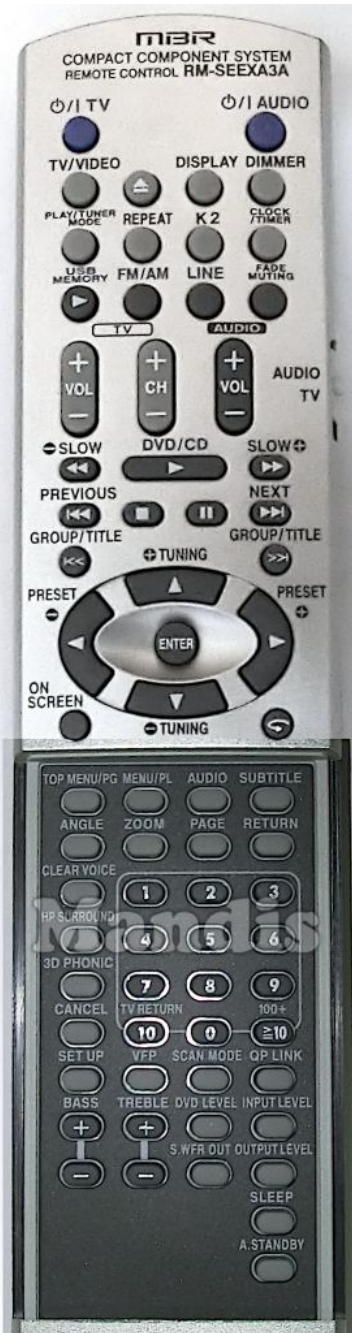 MBR
COMPACT COMPONENT SYSTEM
REMOTE CONTROL RM-SEEXA3A
⏻/I TV ⏻/I AUDIO
TV/VIDEO DISPLAY DIMMER
PLAY/TUNER MODE REPEAT K2 CLOCK /TIMER
USB MEMORY FM/AM LINE FADE MUTING
TV AUDIO
+ + +
VOL CH VOL AUDIO
− − − TV
SLOW DVD/CD SLOW
PREVIOUS NEXT
GROUP/TITLE GROUP/TITLE
TUNING
PRESET PRESET
ENTER
ON SCREEN
TUNING
TOP MENU/PG MENU/PL AUDIO SUBTITLE
ANGLE ZOOM PAGE RETURN
CLEAR VOICE
1 2 3
HP SURROUND
Mandis
4 5 6
3D PHONIC
7 8 9
CANCEL TV RETURN 100+
10 0 ≥10
SET UP VFP SCAN MODE QP LINK
BASS TREBLE DVD LEVEL INPUT LEVEL
+ +
S.WFR OUT OUTPUT LEVEL
− −
SLEEP
A.STANDBY